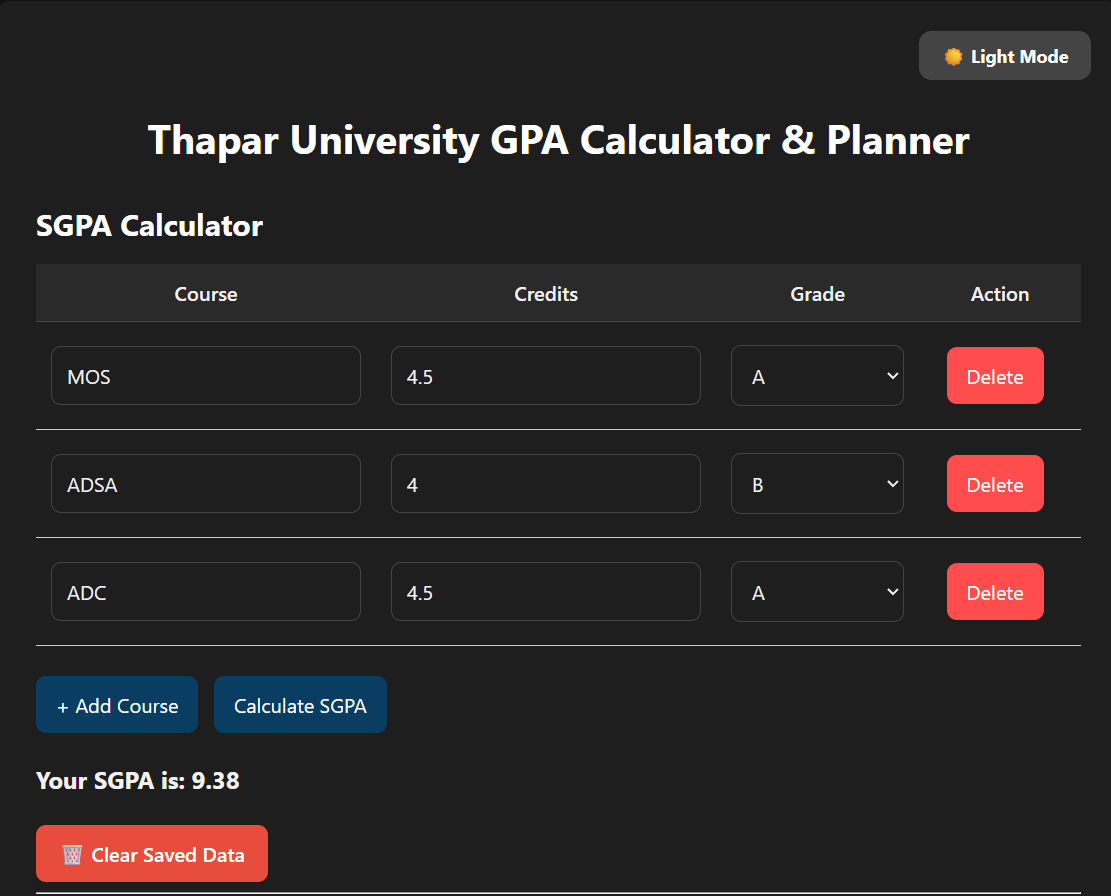 Light Mode
Thapar University GPA Calculator & Planner
SGPA Calculator
Course Credits Grade Action
MOS 4.5 A Delete
ADSA 4 B Delete
ADC 4.5 A Delete
+ Add Course Calculate SGPA
Your SGPA is: 9.38
Clear Saved Data